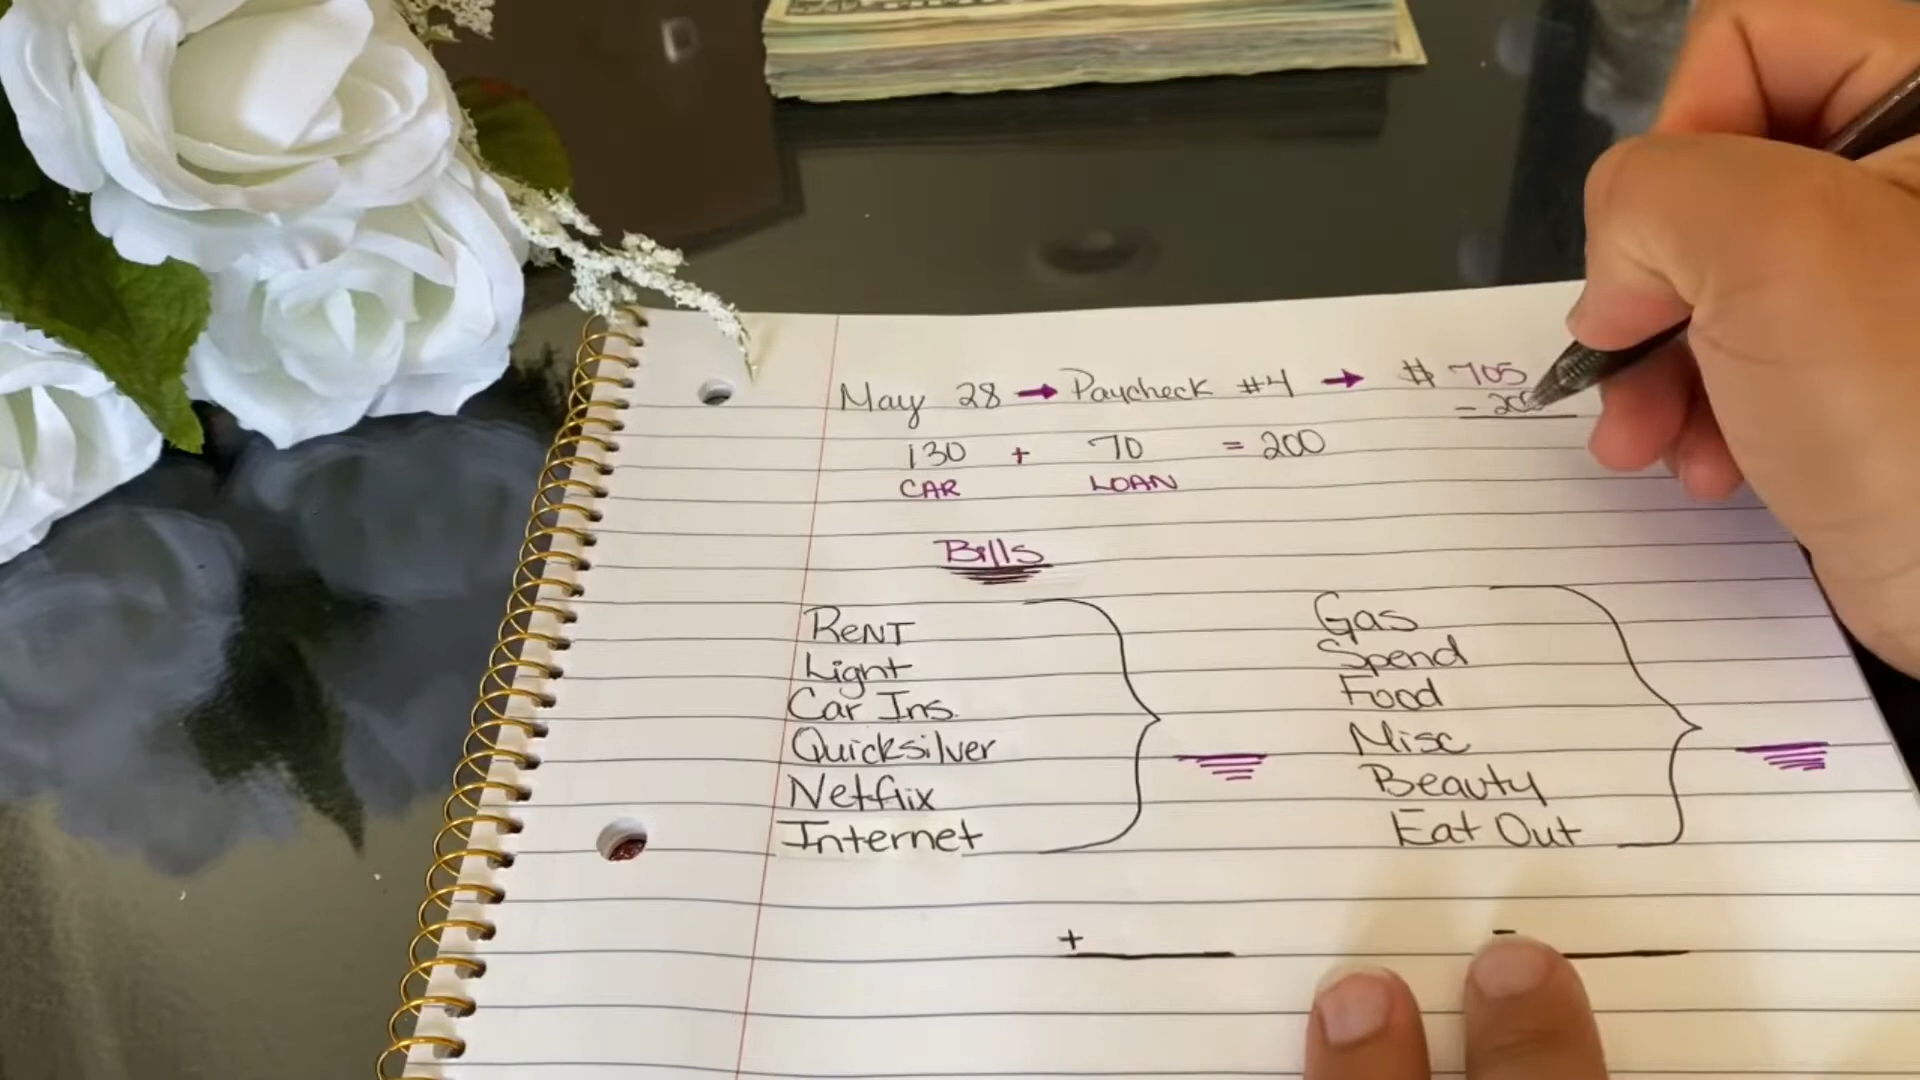 May 28 → Paycheck #4 → $ 705
- 200
130 + 70 = 200
CAR LOAN
Bills
RENT
Light
Car Ins.
Quicksilver
Netflix
Internet
Gas
Spend
Food
Misc
Beauty
Eat Out
+
-